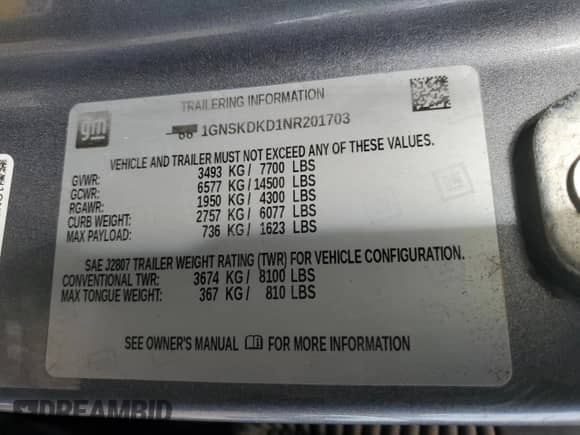 TRAILERING INFORMATION
gm
1GNSKDKD1NR201703
VEHICLE AND TRAILER MUST NOT EXCEED ANY OF THESE WEIGHTS
GVWR: 3493 KG/ 7700 LBS
GCWR: 6577 KG/14500 LBS
RGAWR: 1950 KG/ 4300 LBS
CURB WEIGHT: 2757 KG/ 6077 LBS
MAX PAYLOAD: 736 KG/ 1623 LBS
SAE J2807 TRAILER WEIGHT RATING (TWR) FOR VEHICLE CONFIGURATION.
CONVENTIONAL TWR: 3674 KG/ 8100 LBS
MAX TONGUE WEIGHT: 367 KG/ 810 LBS
SEE OWNER'S MANUAL FOR MORE INFORMATION
DREAMBID